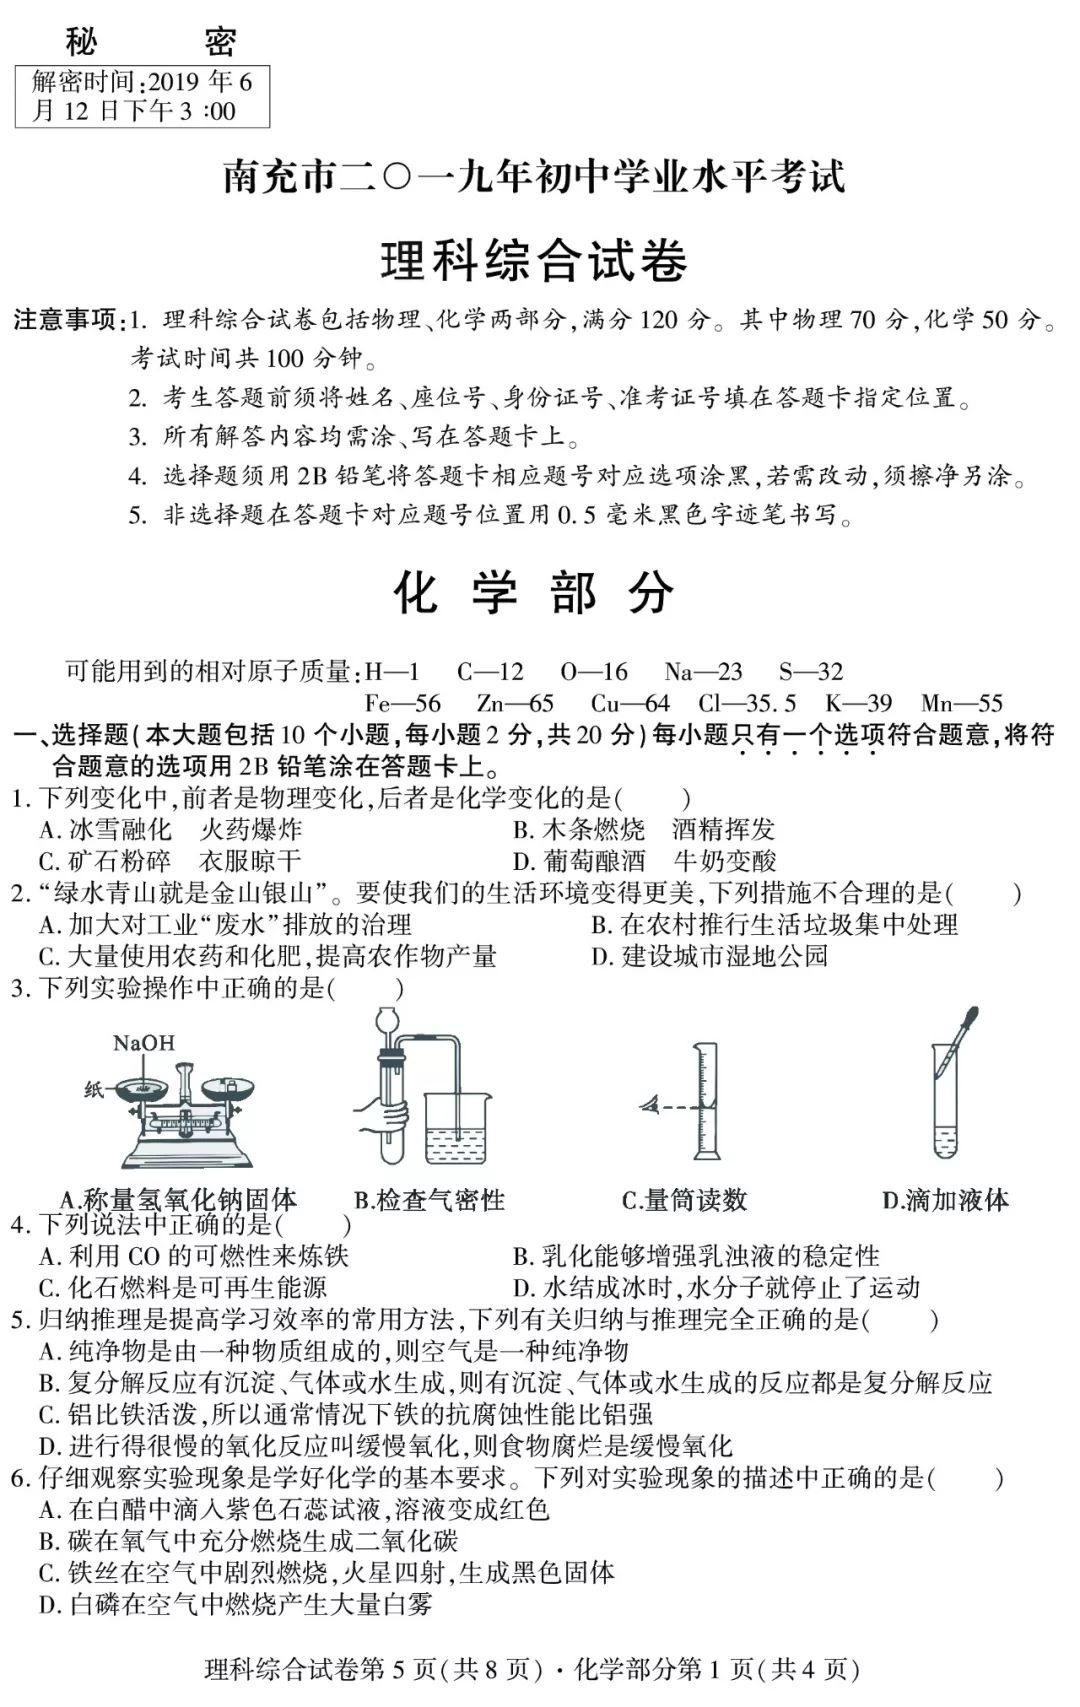 秘 密
解密时间:2019 年 6
月 12 日下午 3 :00
南充市二○一九年初中学业水平考试
理科综合试卷
注意事项:1. 理科综合试卷包括物理、化学两部分,满分 120 分。其中物理 70 分,化学 50 分。
考试时间共 100 分钟。
2. 考生答题前须将姓名、座位号、身份证号、准考证号填在答题卡指定位置。
3. 所有解答内容均需涂、写在答题卡上。
4. 选择题须用 2B 铅笔将答题卡相应题号对应选项涂黑,若需改动,须擦净另涂。
5. 非选择题在答题卡对应题号位置用 0.5 毫米黑色字迹笔书写。
化 学 部 分
可能用到的相对原子质量:H—1 C—12 O—16 Na—23 S—32
Fe—56 Zn—65 Cu—64 Cl—35.5 K—39 Mn—55
一、选择题(本大题包括 10 个小题,每小题 2 分,共 20 分)每小题只有一个选项符合题意,将符
合题意的选项用 2B 铅笔涂在答题卡上。
1. 下列变化中,前者是物理变化,后者是化学变化的是( )
A. 冰雪融化 火药爆炸 B. 木条燃烧 酒精挥发
C. 矿石粉碎 衣服晾干 D. 葡萄酿酒 牛奶变酸
2. “绿水青山就是金山银山”。要使我们的生活环境变得更美,下列措施不合理的是( )
A. 加大对工业“废水”排放的治理 B. 在农村推行生活垃圾集中处理
C. 大量使用农药和化肥,提高农作物产量 D. 建设城市湿地公园
3. 下列实验操作中正确的是( )
NaOH
纸
A.称量氢氧化钠固体 B.检查气密性 C.量筒读数 D.滴加液体
4. 下列说法中正确的是( )
A. 利用 CO 的可燃性来炼铁 B. 乳化能够增强乳浊液的稳定性
C. 化石燃料是可再生能源 D. 水结成冰时,水分子就停止了运动
5. 归纳推理是提高学习效率的常用方法,下列有关归纳与推理完全正确的是( )
A. 纯净物是由一种物质组成的,则空气是一种纯净物
B. 复分解反应有沉淀、气体或水生成,则有沉淀、气体或水生成的反应都是复分解反应
C. 铝比铁活泼,所以通常情况下铁的抗腐蚀性能比铝强
D. 进行得很慢的氧化反应叫缓慢氧化,则食物腐烂是缓慢氧化
6. 仔细观察实验现象是学好化学的基本要求。下列对实验现象的描述中正确的是( )
A. 在白醋中滴入紫色石蕊试液,溶液变成红色
B. 碳在氧气中充分燃烧生成二氧化碳
C. 铁丝在空气中剧烈燃烧,火星四射,生成黑色固体
D. 白磷在空气中燃烧产生大量白雾
理科综合试卷第 5 页(共 8 页)·化学部分第 1 页(共 4 页)